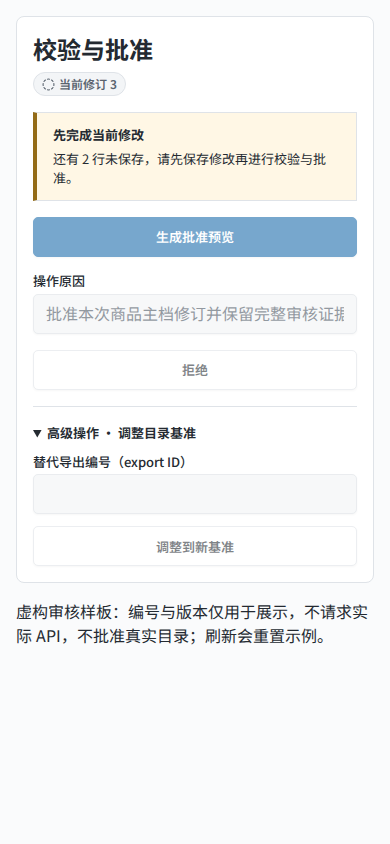 校验与批准
当前修订 3
先完成当前修改
还有 2 行未保存，请先保存修改再进行校验与批
准。
生成批准预览
操作原因
批准本次商品主档修订并保留完整审核证
拒绝
高级操作 · 调整目录基准
替代导出编号（export ID）
调整到新基准
虚构审核样板：编号与版本仅用于展示，不请求实
际 API，不批准真实目录；刷新会重置示例。